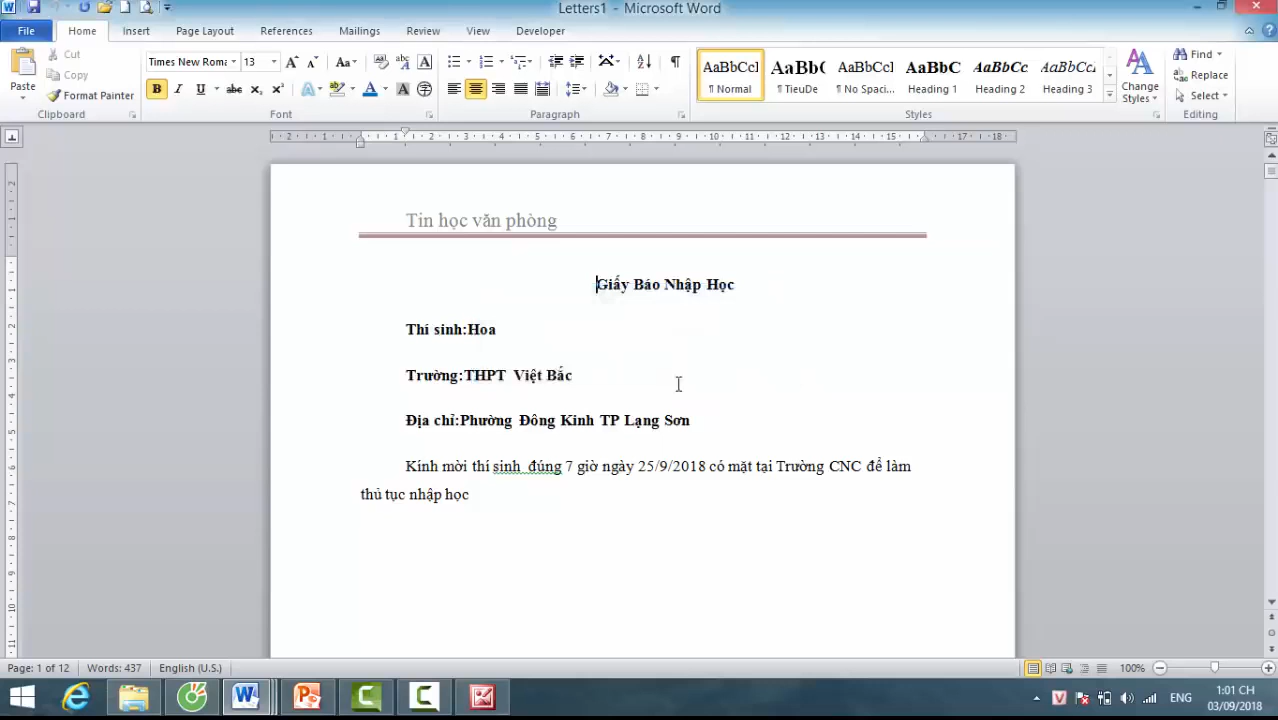 Letters1 - Microsoft Word
File Home Insert Page Layout References Mailings Review View Developer
Paste
Cut
Copy
Format Painter
Clipboard
Times New Roma 13
Font
Paragraph
AaBbCcI AaBb( AaBbCcI AaBbC AaBbCc AaBbCcI
¶ Normal ¶ TieuDe ¶ No Spaci... Heading 1 Heading 2 Heading 3
Change Styles
Styles
Find
Replace
Select
Editing
Tin học văn phòng
Giấy Báo Nhập Học
Thí sinh:Hoa
Trường:THPT Việt Bắc
Địa chỉ:Phường Đông Kinh TP Lạng Sơn
Kính mời thí sinh đúng 7 giờ ngày 25/9/2018 có mặt tại Trường CNC để làm
thủ tục nhập học
Page: 1 of 12 Words: 437 English (U.S.) 100%
ENG
1:01 CH
03/09/2018